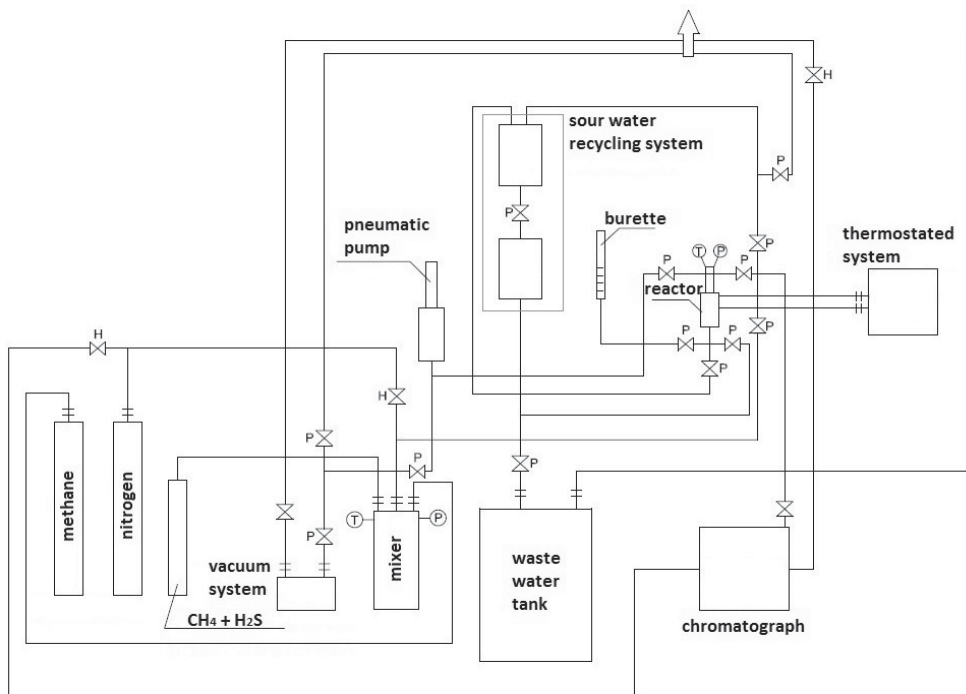 H
sour water
recycling system
P
P
pneumatic
pump
burette
P
thermostated
system
P
T
P
P
reactor
P
H
P
P
P
H
P
P
P
methane
nitrogen
T
P
P
mixer
waste
water
tank
vacuum
system
CH4 + H2S
chromatograph